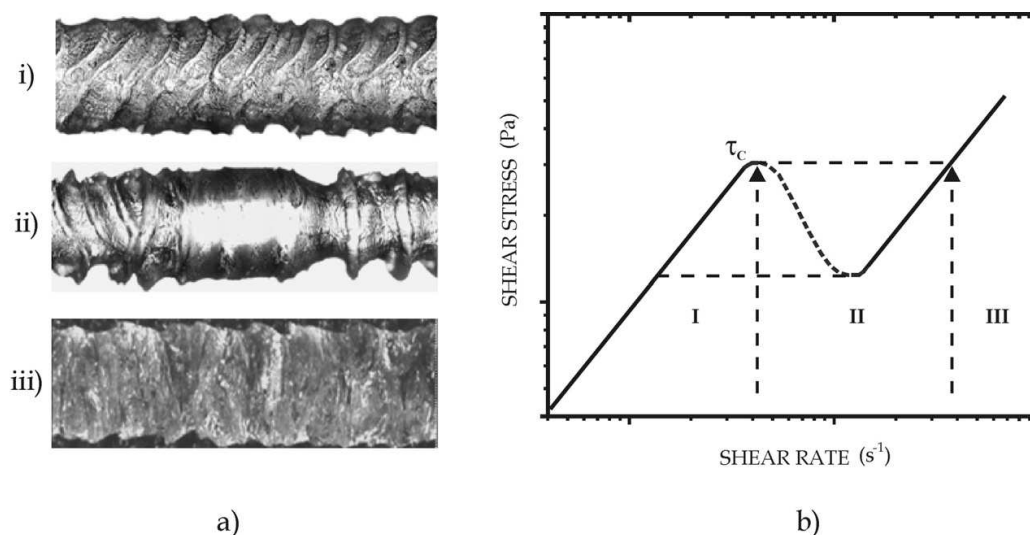 i)
ii)
iii)
a)
SHEAR STRESS (Pa)
τC
I
II
III
SHEAR RATE (s-1)
b)